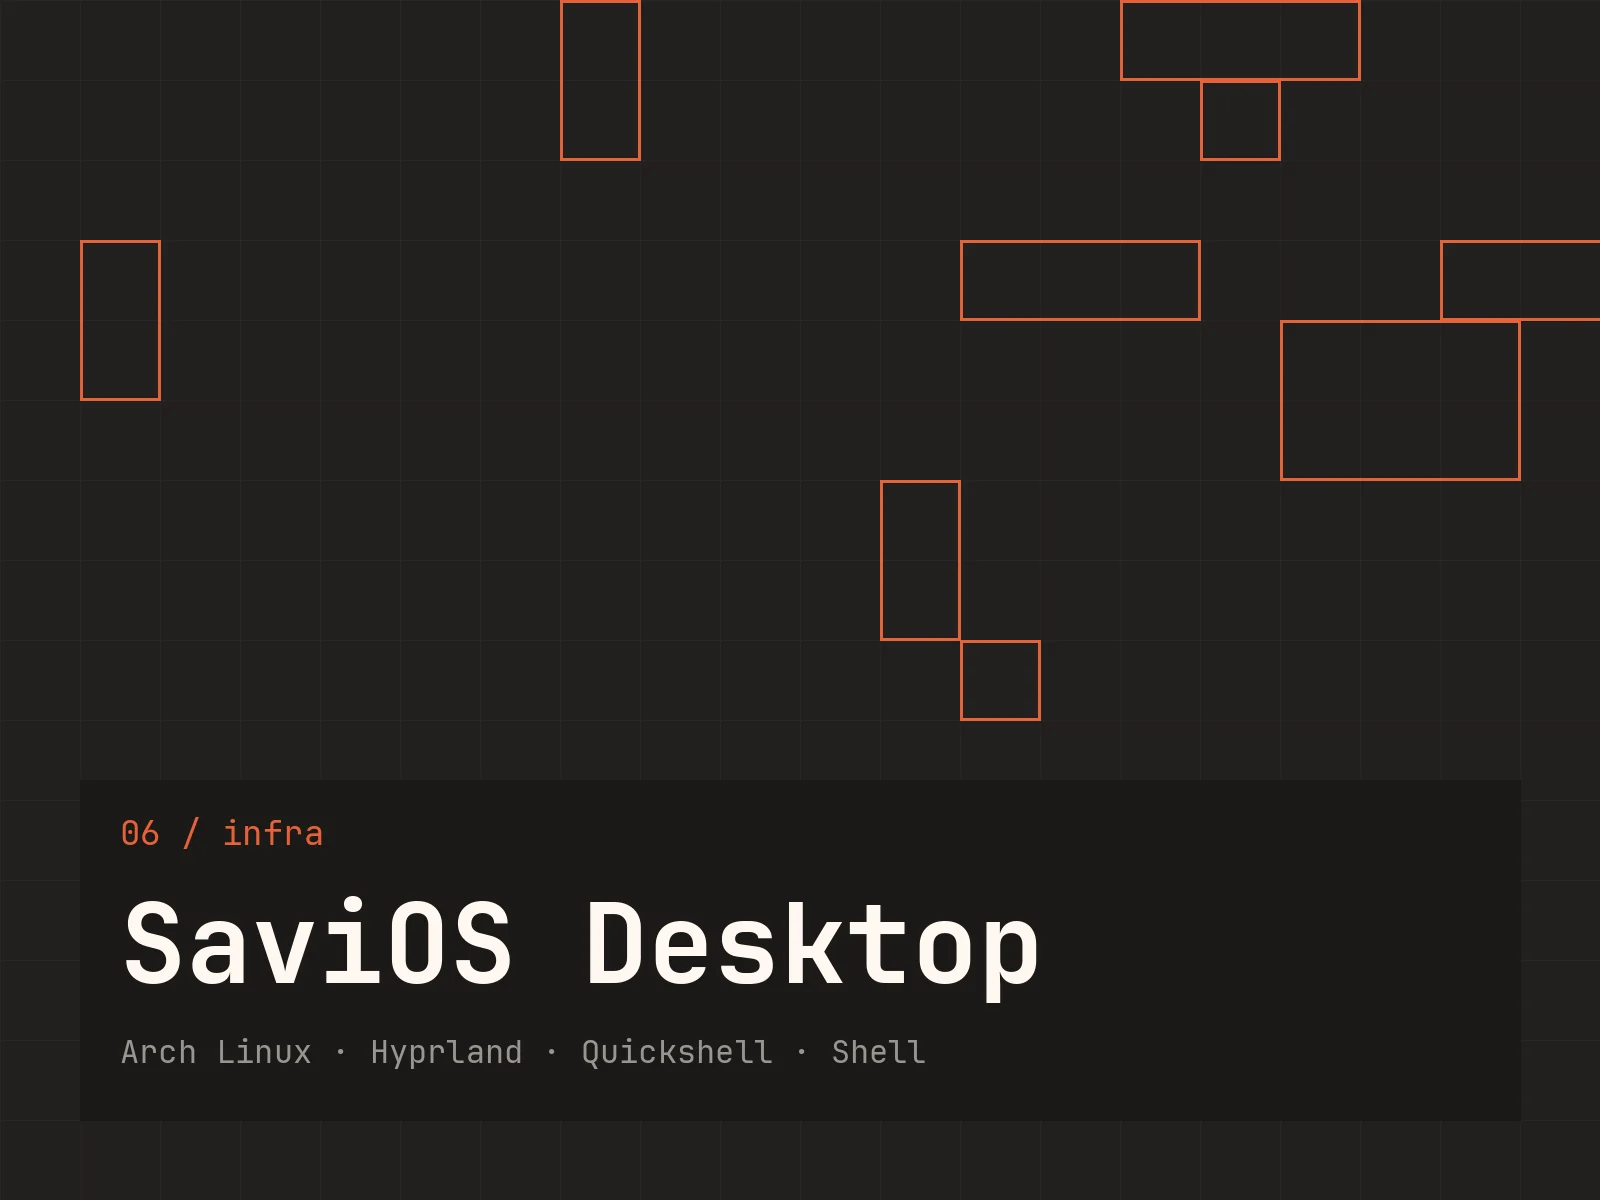 06 / infra
SaviOS Desktop
Arch Linux · Hyprland · Quickshell · Shell